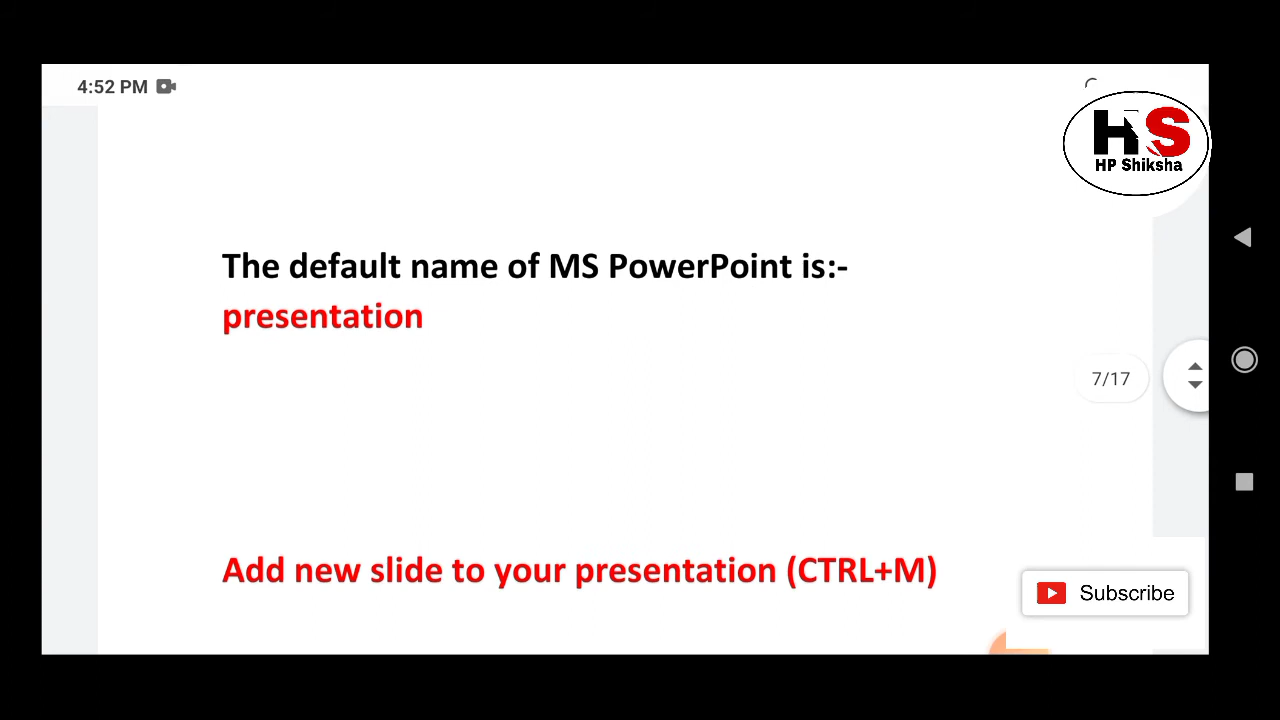 4:52 PM
HS
HP Shiksha
The default name of MS PowerPoint is:-
presentation
7/17
Add new slide to your presentation (CTRL+M)
Subscribe